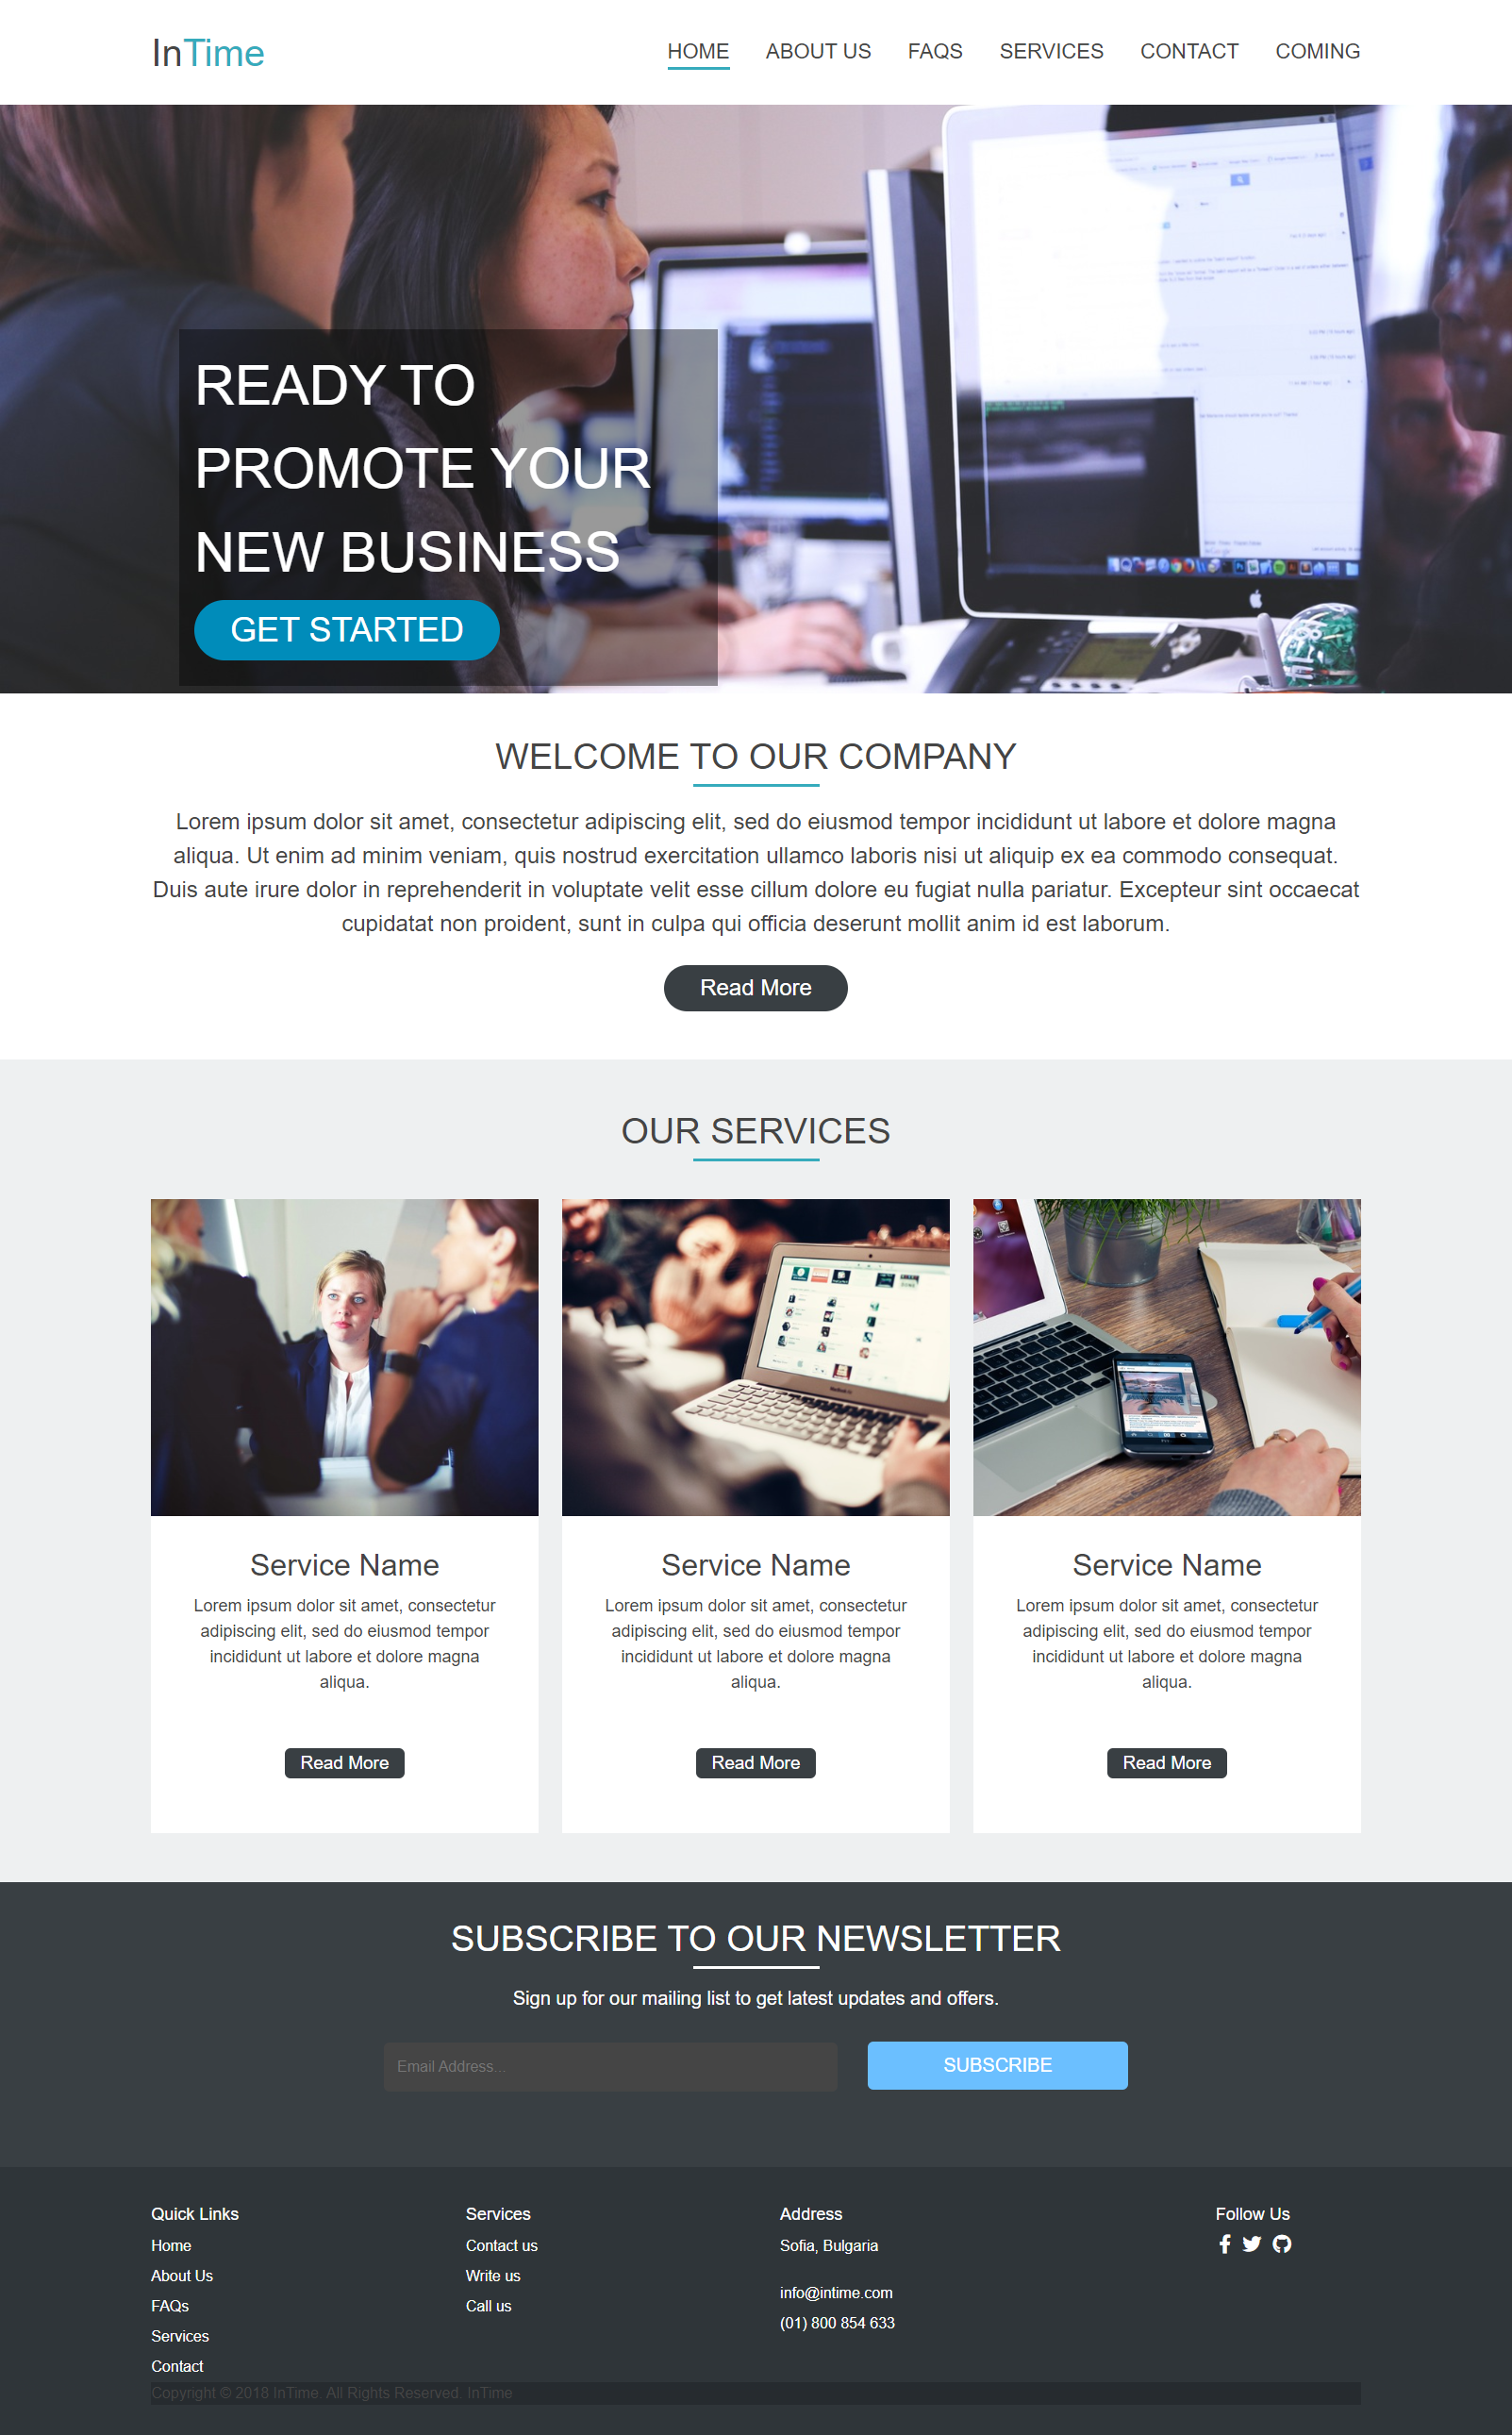 InTime
HOME ABOUT US FAQS SERVICES CONTACT COMING
READY TO
PROMOTE YOUR
NEW BUSINESS
GET STARTED
WELCOME TO OUR COMPANY
Lorem ipsum dolor sit amet, consectetur adipiscing elit, sed do eiusmod tempor incididunt ut labore et dolore magna
aliqua. Ut enim ad minim veniam, quis nostrud exercitation ullamco laboris nisi ut aliquip ex ea commodo consequat.
Duis aute irure dolor in reprehenderit in voluptate velit esse cillum dolore eu fugiat nulla pariatur. Excepteur sint occaecat
cupidatat non proident, sunt in culpa qui officia deserunt mollit anim id est laborum.
Read More
OUR SERVICES
Service Name
Lorem ipsum dolor sit amet, consectetur
adipiscing elit, sed do eiusmod tempor
incididunt ut labore et dolore magna
aliqua.
Read More
Service Name
Lorem ipsum dolor sit amet, consectetur
adipiscing elit, sed do eiusmod tempor
incididunt ut labore et dolore magna
aliqua.
Read More
Service Name
Lorem ipsum dolor sit amet, consectetur
adipiscing elit, sed do eiusmod tempor
incididunt ut labore et dolore magna
aliqua.
Read More
SUBSCRIBE TO OUR NEWSLETTER
Sign up for our mailing list to get latest updates and offers.
Email Address...
SUBSCRIBE
Quick Links
Home
About Us
FAQs
Services
Contact
Services
Contact us
Write us
Call us
Address
Sofia, Bulgaria
info@intime.com
(01) 800 854 633
Follow Us
Copyright © 2018 InTime. All Rights Reserved. InTime